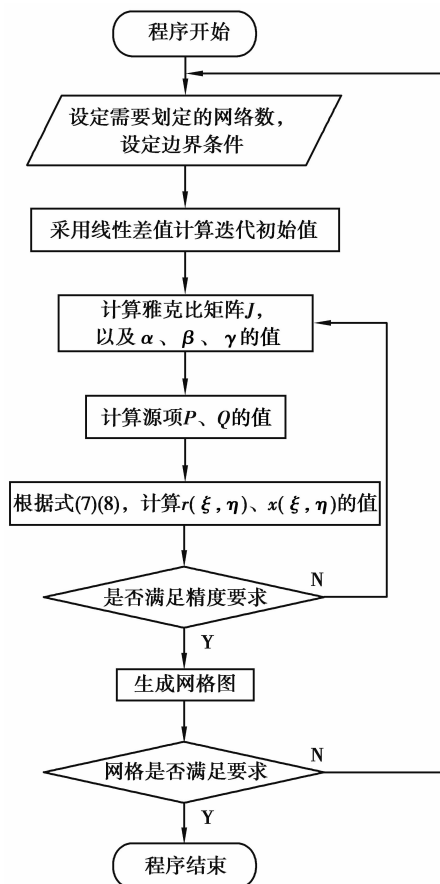 程序开始
设定需要划定的网络数，
设定边界条件
采用线性差值计算迭代初始值
计算雅克比矩阵J，
以及α、β、γ的值
计算源项P、Q的值
根据式(7)(8)，计算r(ξ,η)、x(ξ,η)的值
是否满足精度要求
N
Y
生成网格图
网格是否满足要求
N
Y
程序结束